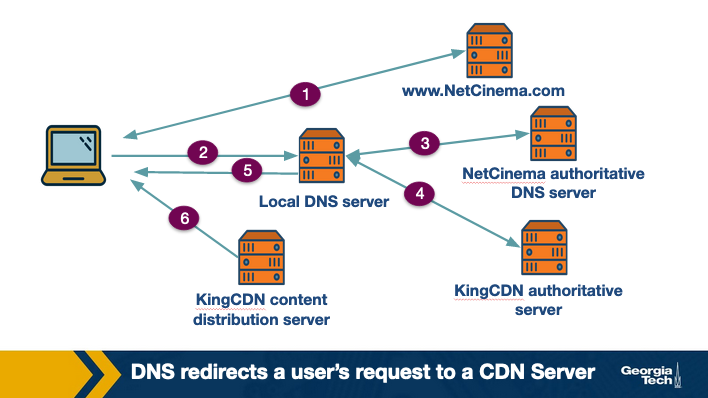 1
www.NetCinema.com
2
3
5
NetCinema authoritative
DNS server
Local DNS server
4
6
KingCDN content
distribution server
KingCDN authoritative
server
DNS redirects a user's request to a CDN Server
Georgia
Tech